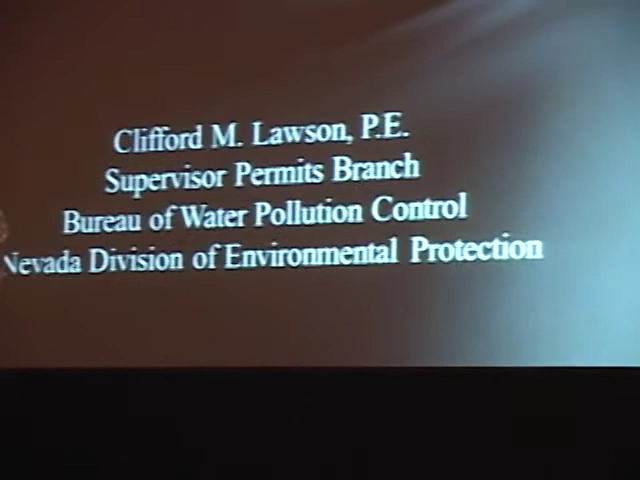 Clifford M. Lawson, P.E.
Supervisor Permits Branch
Bureau of Water Pollution Control
Nevada Division of Environmental Protection